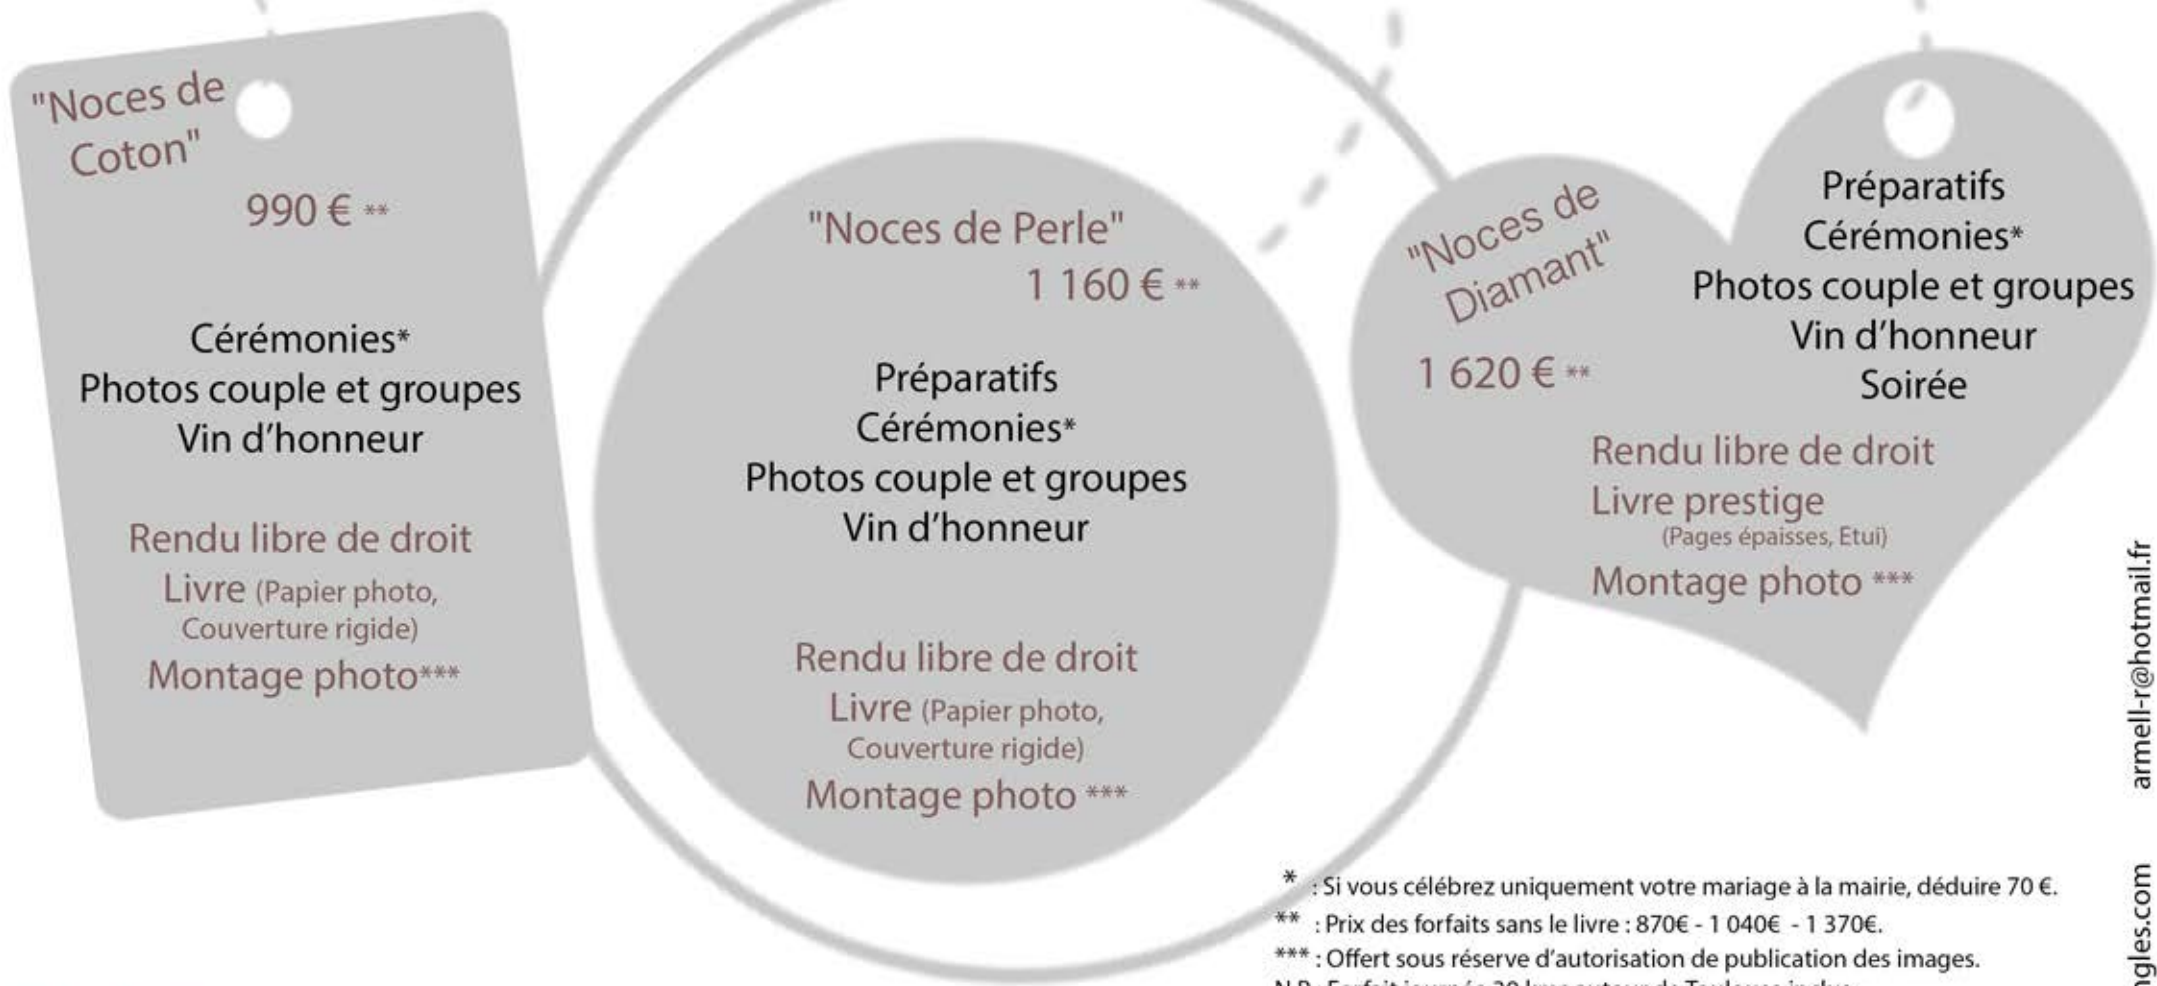 "Noces de
Coton"
990 € **
Cérémonies*
Photos couple et groupes
Vin d'honneur
Rendu libre de droit
Livre (Papier photo,
Couverture rigide)
Montage photo***
"Noces de Perle"
1 160 € **
Préparatifs
Cérémonies*
Photos couple et groupes
Vin d'honneur
Rendu libre de droit
Livre (Papier photo,
Couverture rigide)
Montage photo ***
"Noces de
Diamant"
1 620 € **
Préparatifs
Cérémonies*
Photos couple et groupes
Vin d'honneur
Soirée
Rendu libre de droit
Livre prestige
(Pages épaisses, Etui)
Montage photo ***
* : Si vous célébrez uniquement votre mariage à la mairie, déduire 70 €.
** : Prix des forfaits sans le livre : 870€ - 1 040€ - 1 370€.
*** : Offert sous réserve d'autorisation de publication des images.
armell-r@hotmail.fr
ngles.com